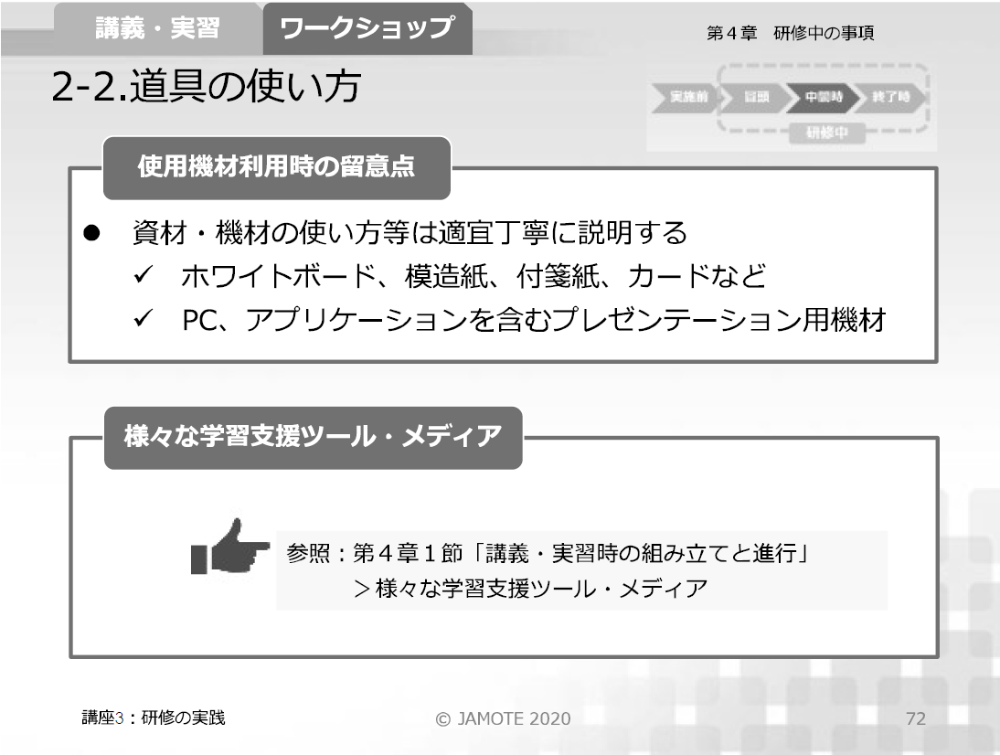 講義・実習
ワークショップ
第４章　研修中の事項
2-2.道具の使い方
実施前
冒頭
中間時
終了時
研修中
使用機材利用時の留意点
● 資材・機材の使い方等は適宜丁寧に説明する
✓ ホワイトボード、模造紙、付箋紙、カードなど
✓ PC、アプリケーションを含むプレゼンテーション用機材
様々な学習支援ツール・メディア
参照：第４章１節「講義・実習時の組み立てと進行」
＞様々な学習支援ツール・メディア
講座3：研修の実践
© JAMOTE 2020
72